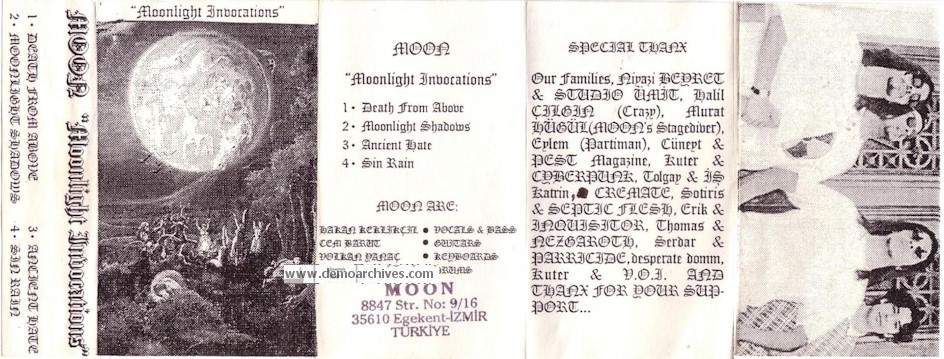 1. DEATH FROM ABOVE
2. MOONLIGHT SHADOWS
3. ANCIENT HATE
4. SIN RAIN
MOON "Moonlight Invocations"
"Moonlight Invocations"
MOON
"Moonlight Invocations"
1. Death From Above
2. Moonlight Shadows
3. Ancient Hate
4. Sin Rain
MOON ARE:
HAKAN KEKLİKÇİL • VOCALS & BASS
CEM BARUT • GUITARS
VOLKAN YANAÇ • KEYBOARDS
www.demoarchives.com
MOON
8847 Str. No: 9/16
35610 Egekent-İZMİR
TÜRKİYE
SPECIAL THANX
Our Families, Niyazi BEYRET
& STUDIO ÜMİT, Halil
ÇILGIN (Crazy), Murat
HÜGÜL(MOON's Stagediver),
Eylem (Partiman), Cüneyt &
PEST Magazine, Kuter &
CYBERPUNK, Tolgay & İS
Katrin, CREMATE, Sotiris
& SEPTIC FLESH, Erik &
INQUISITOR, Thomas &
NEZGAROTH, Serdar &
PARRICIDE, desperate domm,
Kuter & V.O.I. AND
THANX FOR YOUR SUP-
PORT...